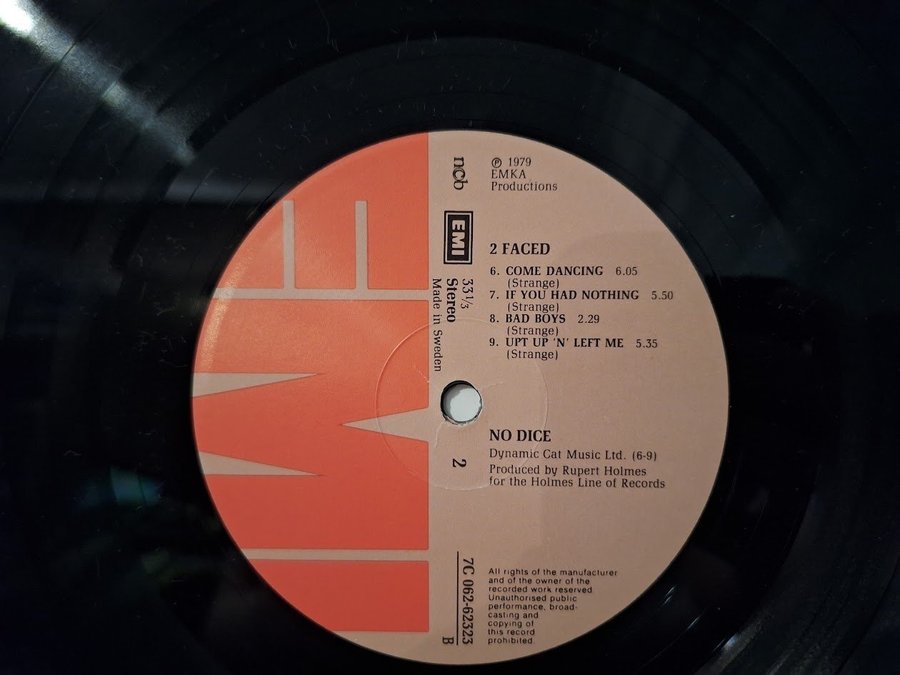 ℗ 1979
EMKA
Productions
ncb
EMI
33 1/3
Stereo
Made in Sweden
2 FACED
6. COME DANCING 6.05
(Strange)
7. IF YOU HAD NOTHING 5.50
(Strange)
8. BAD BOYS 2.29
(Strange)
9. UPT UP 'N' LEFT ME 5.35
(Strange)
EMI
2
NO DICE
Dynamic Cat Music Ltd. (6-9)
Produced by Rupert Holmes
for the Holmes Line of Records
7C 062-62323
B
All rights of the manufacturer
and of the owner of the
recorded work reserved.
Unauthorised public
performance, broad-
casting and
copying of
this record
prohibited.